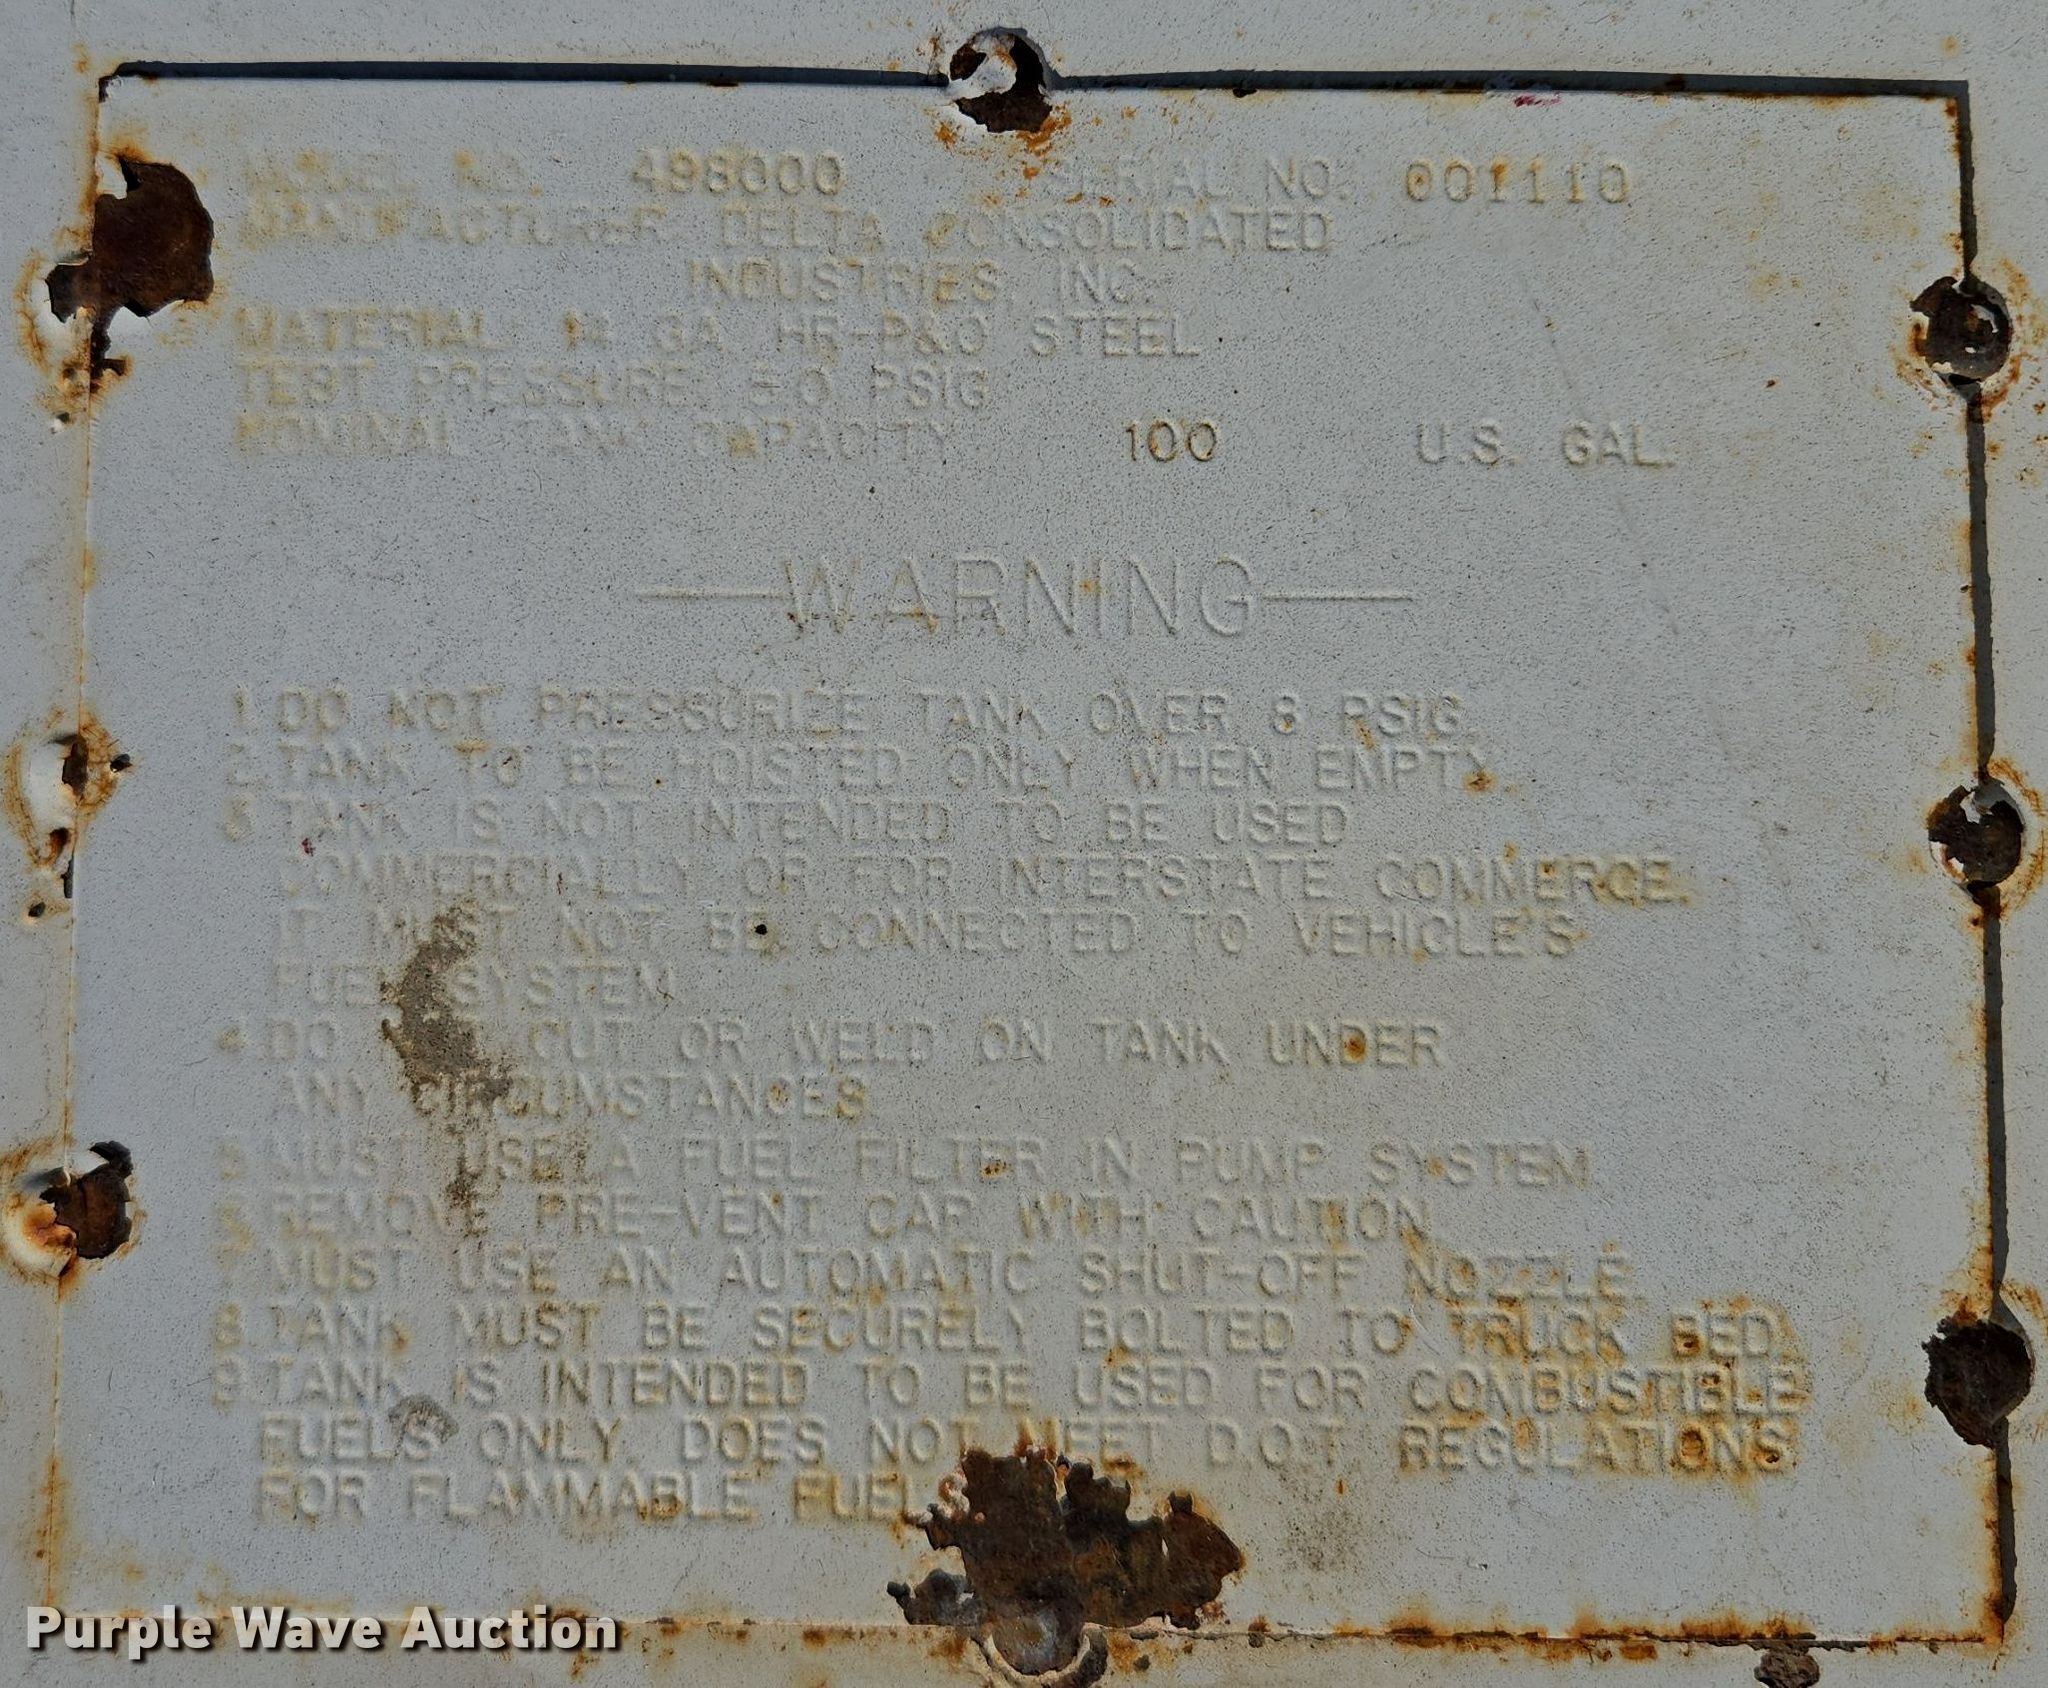 MODEL NO. 498000 SERIAL NO. 001110
MANUFACTURER DELTA CONSOLIDATED
INDUSTRIES, INC.
MATERIAL: 14 GA HR-P&O STEEL
TEST PRESSURE PSIG
NOMINAL TANK CAPACITY 100 U.S. GAL.
—WARNING—
1. DO NOT PRESSURIZE TANK OVER 8 PSIG.
2. TANK TO BE HOISTED ONLY WHEN EMPTY.
3. TANK IS NOT INTENDED TO BE USED
COMMERCIALLY OR FOR INTERSTATE COMMERCE.
IT MUST NOT BE CONNECTED TO VEHICLE'S
FUEL SYSTEM
4. DO CUT OR WELD ON TANK UNDER
ANY CIRCUMSTANCES
5. MUST USE A FUEL FILTER IN PUMP SYSTEM
6. REMOVE PRE-VENT CAP WITH CAUTION
7. MUST USE AN AUTOMATIC SHUT-OFF NOZZLE.
8. TANK MUST BE SECURELY BOLTED TO TRUCK BED.
9. TANK IS INTENDED TO BE USED FOR COMBUSTIBLE
FUELS ONLY. DOES NOT MEET D.O.T. REGULATIONS
FOR FLAMMABLE FUELS
Purple Wave Auction